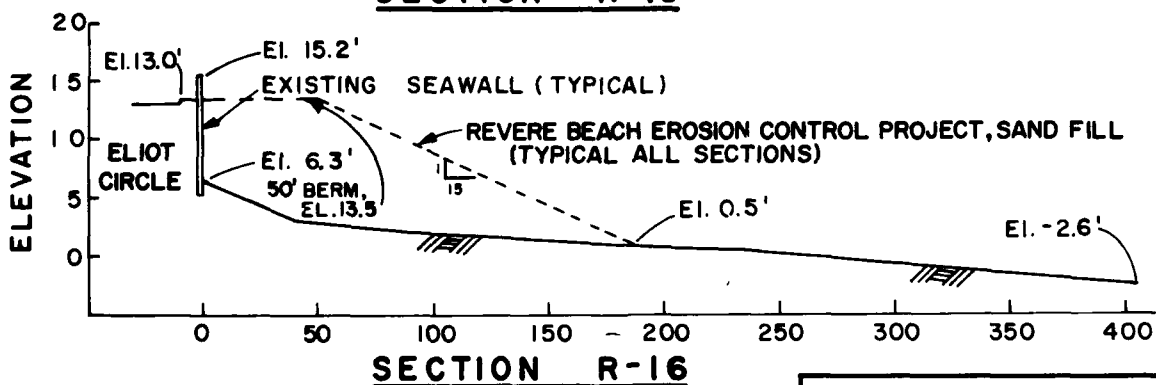 20
El. 13.0'
El. 15.2'
15
EXISTING SEAWALL (TYPICAL)
ELEVATION
10
REVERE BEACH EROSION CONTROL PROJECT, SAND FILL
(TYPICAL ALL SECTIONS)
ELIOT
CIRCLE
El. 6.3'
1
15
50' BERM,
EL. 13.5
5
El. 0.5'
El. -2.6'
0
0 50 100 150 200 250 300 350 400
SECTION R-16